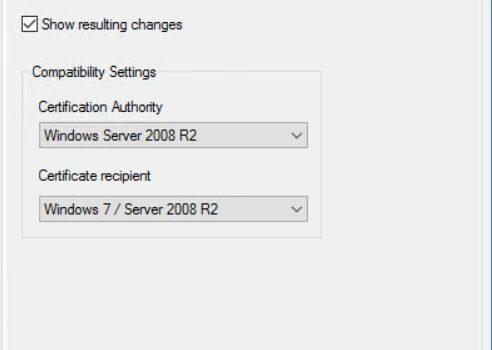 Show resulting changes
Compatibility Settings
Certification Authority
Windows Server 2008 R2
Certificate recipient
Windows 7 / Server 2008 R2